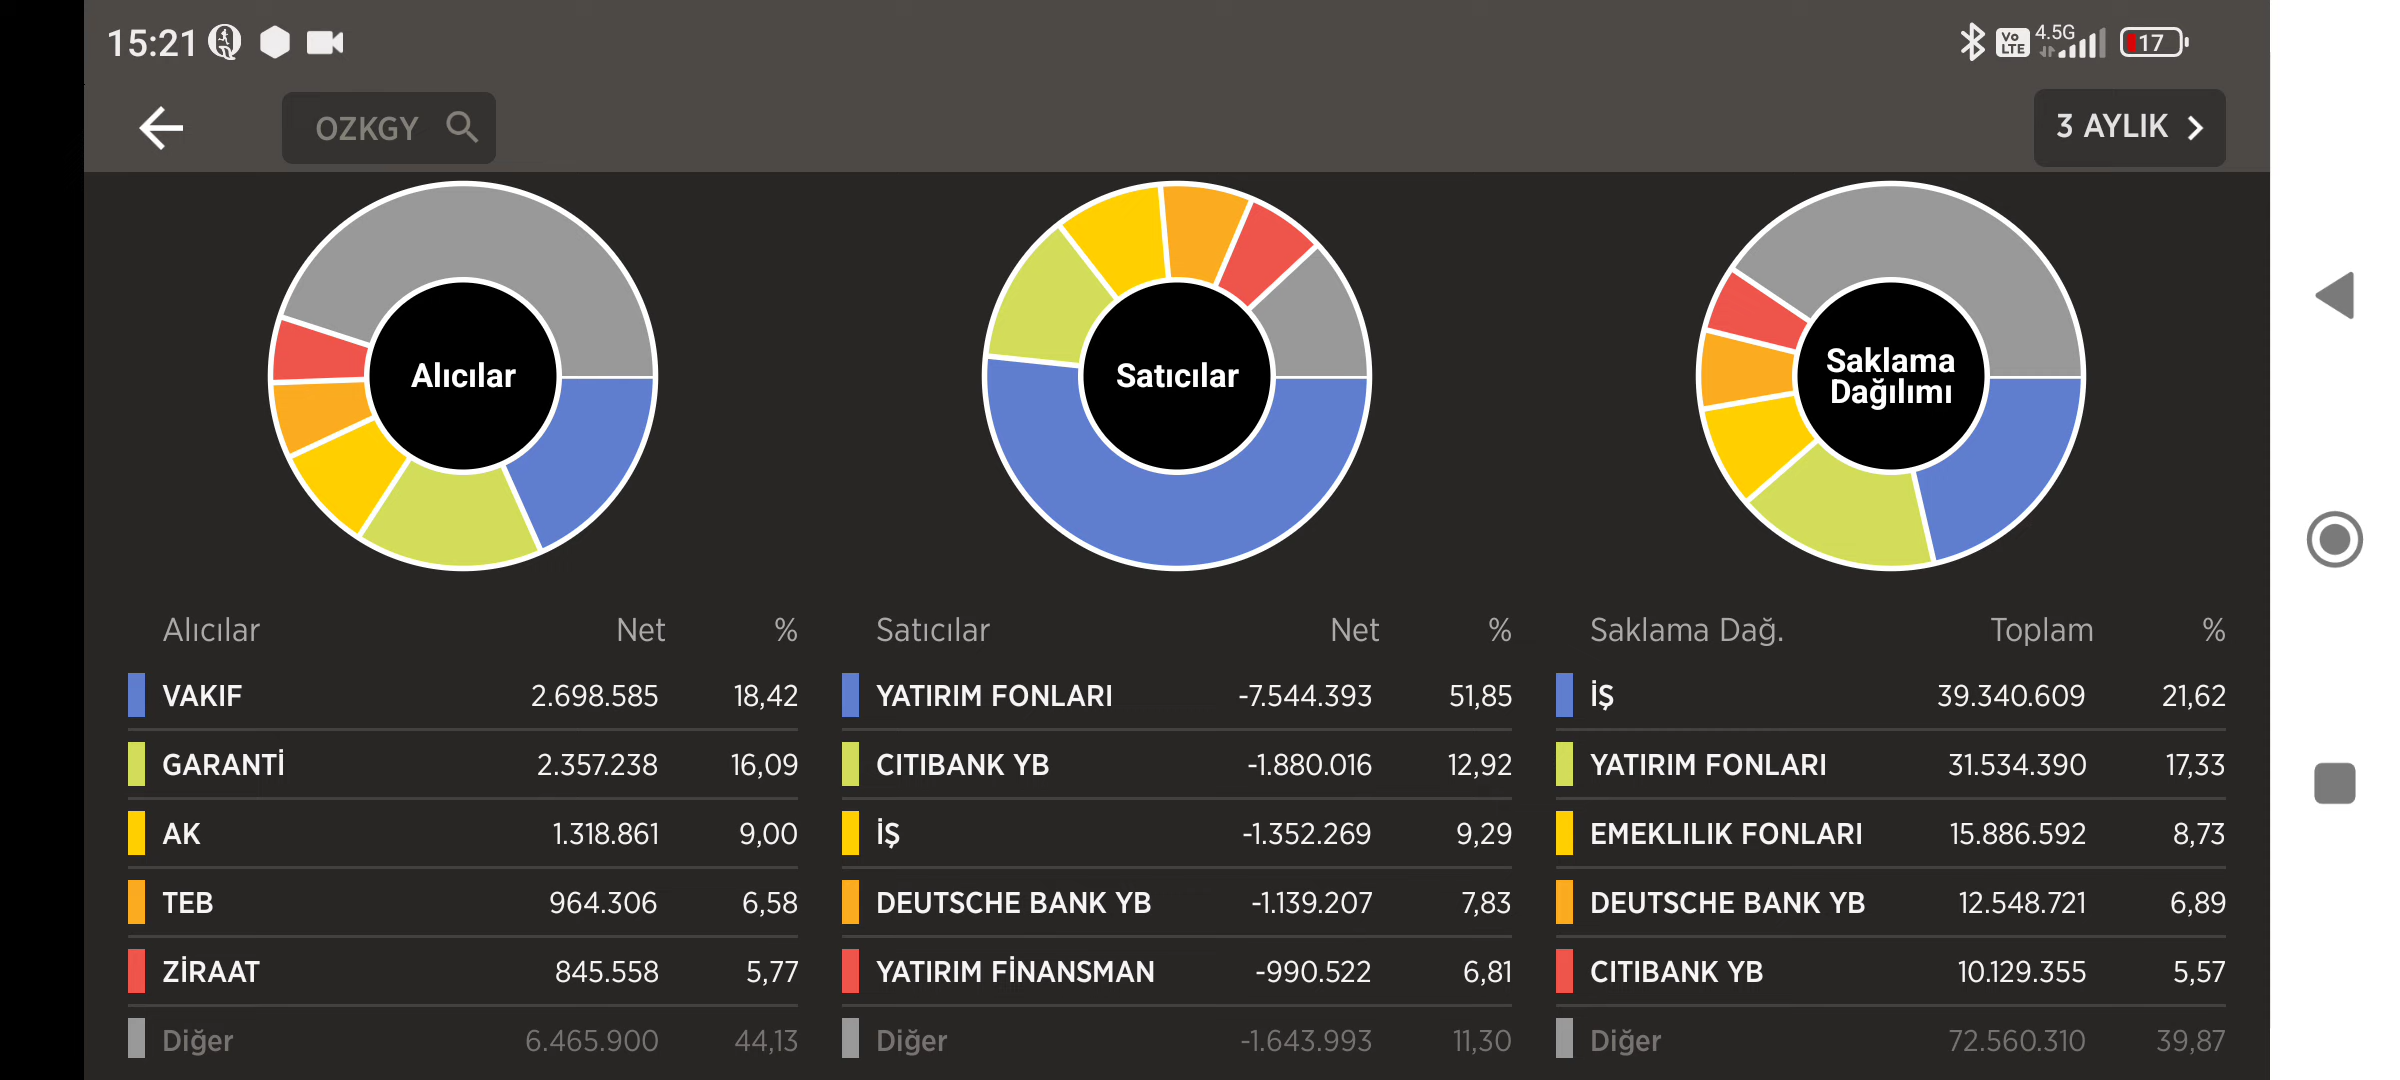 15:21
Vo LTE
4.5G
17
OZKGY
3 AYLIK
Alıcılar
Satıcılar
Saklama
Dağılımı
Alıcılar Net %
VAKIF 2.698.585 18,42
GARANTİ 2.357.238 16,09
AK 1.318.861 9,00
TEB 964.306 6,58
ZİRAAT 845.558 5,77
Diğer 6.465.900 44,13
Satıcılar Net %
YATIRIM FONLARI -7.544.393 51,85
CITIBANK YB -1.880.016 12,92
İŞ -1.352.269 9,29
DEUTSCHE BANK YB -1.139.207 7,83
YATIRIM FİNANSMAN -990.522 6,81
Diğer -1.643.993 11,30
Saklama Dağ. Toplam %
İŞ 39.340.609 21,62
YATIRIM FONLARI 31.534.390 17,33
EMEKLILIK FONLARI 15.886.592 8,73
DEUTSCHE BANK YB 12.548.721 6,89
CITIBANK YB 10.129.355 5,57
Diğer 72.560.310 39,87